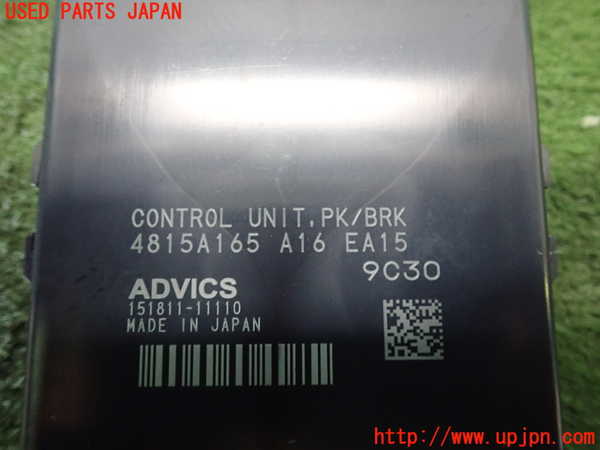 USED PARTS JAPAN
CONTROL UNIT,PK/BRK
4815A165 A16 EA15
9C30
ADVICS
151811-11110
MADE IN JAPAN
http://www.upjpn.com/